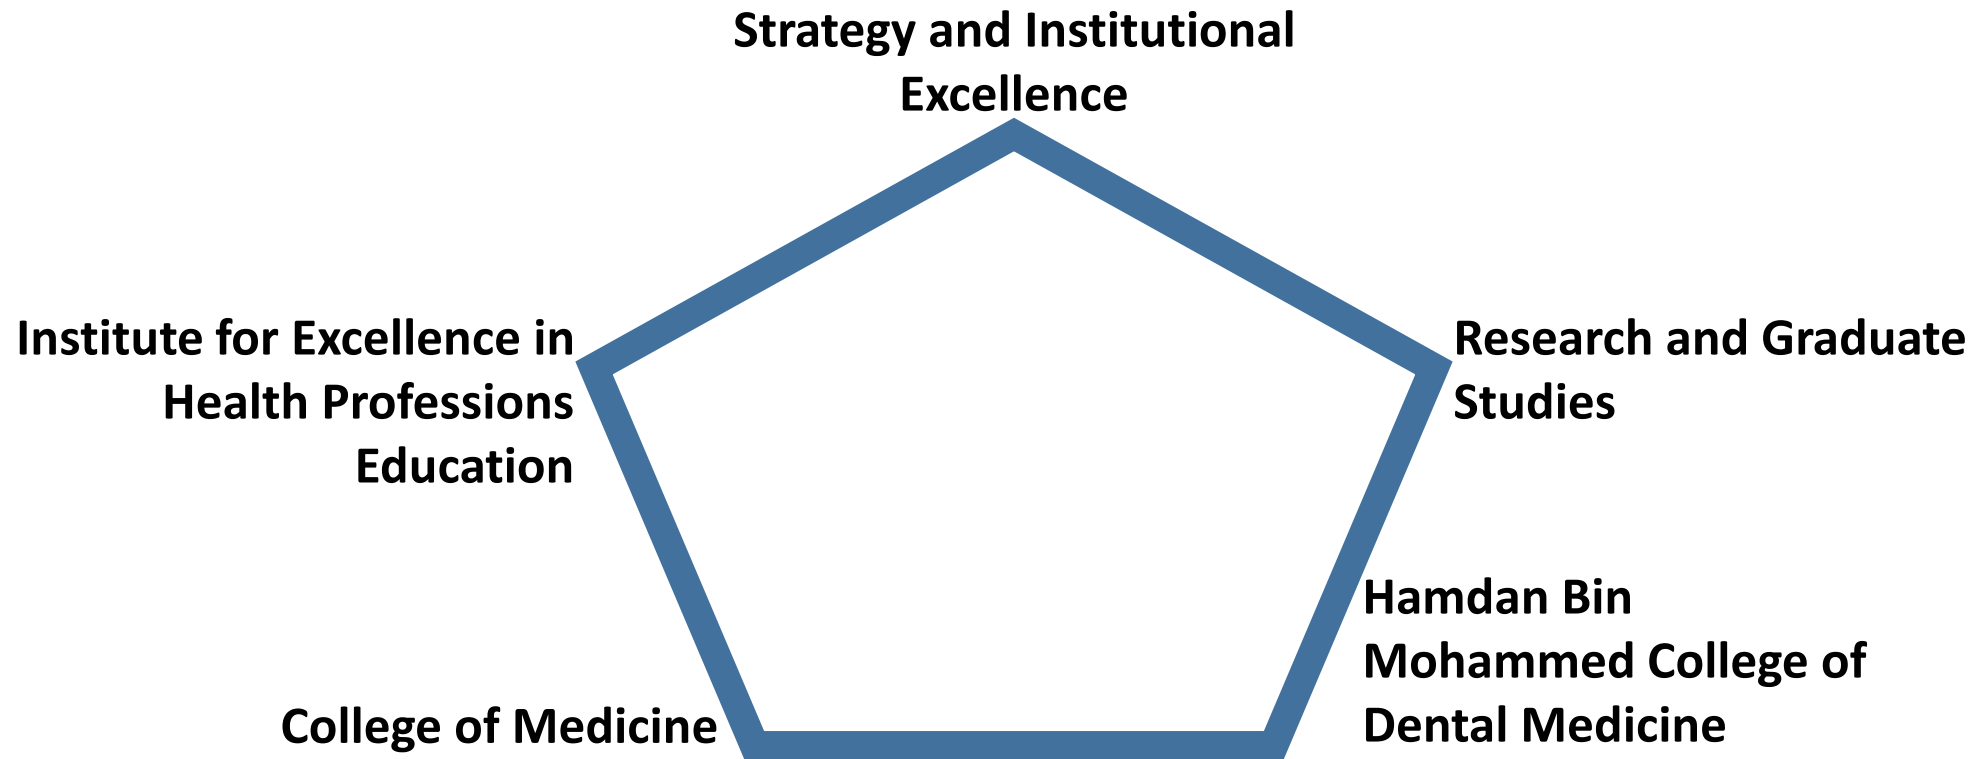 Strategy and Institutional
Excellence
Institute for Excellence in
Health Professions
Education
Research and Graduate
Studies
Hamdan Bin
Mohammed College of
Dental Medicine
College of Medicine